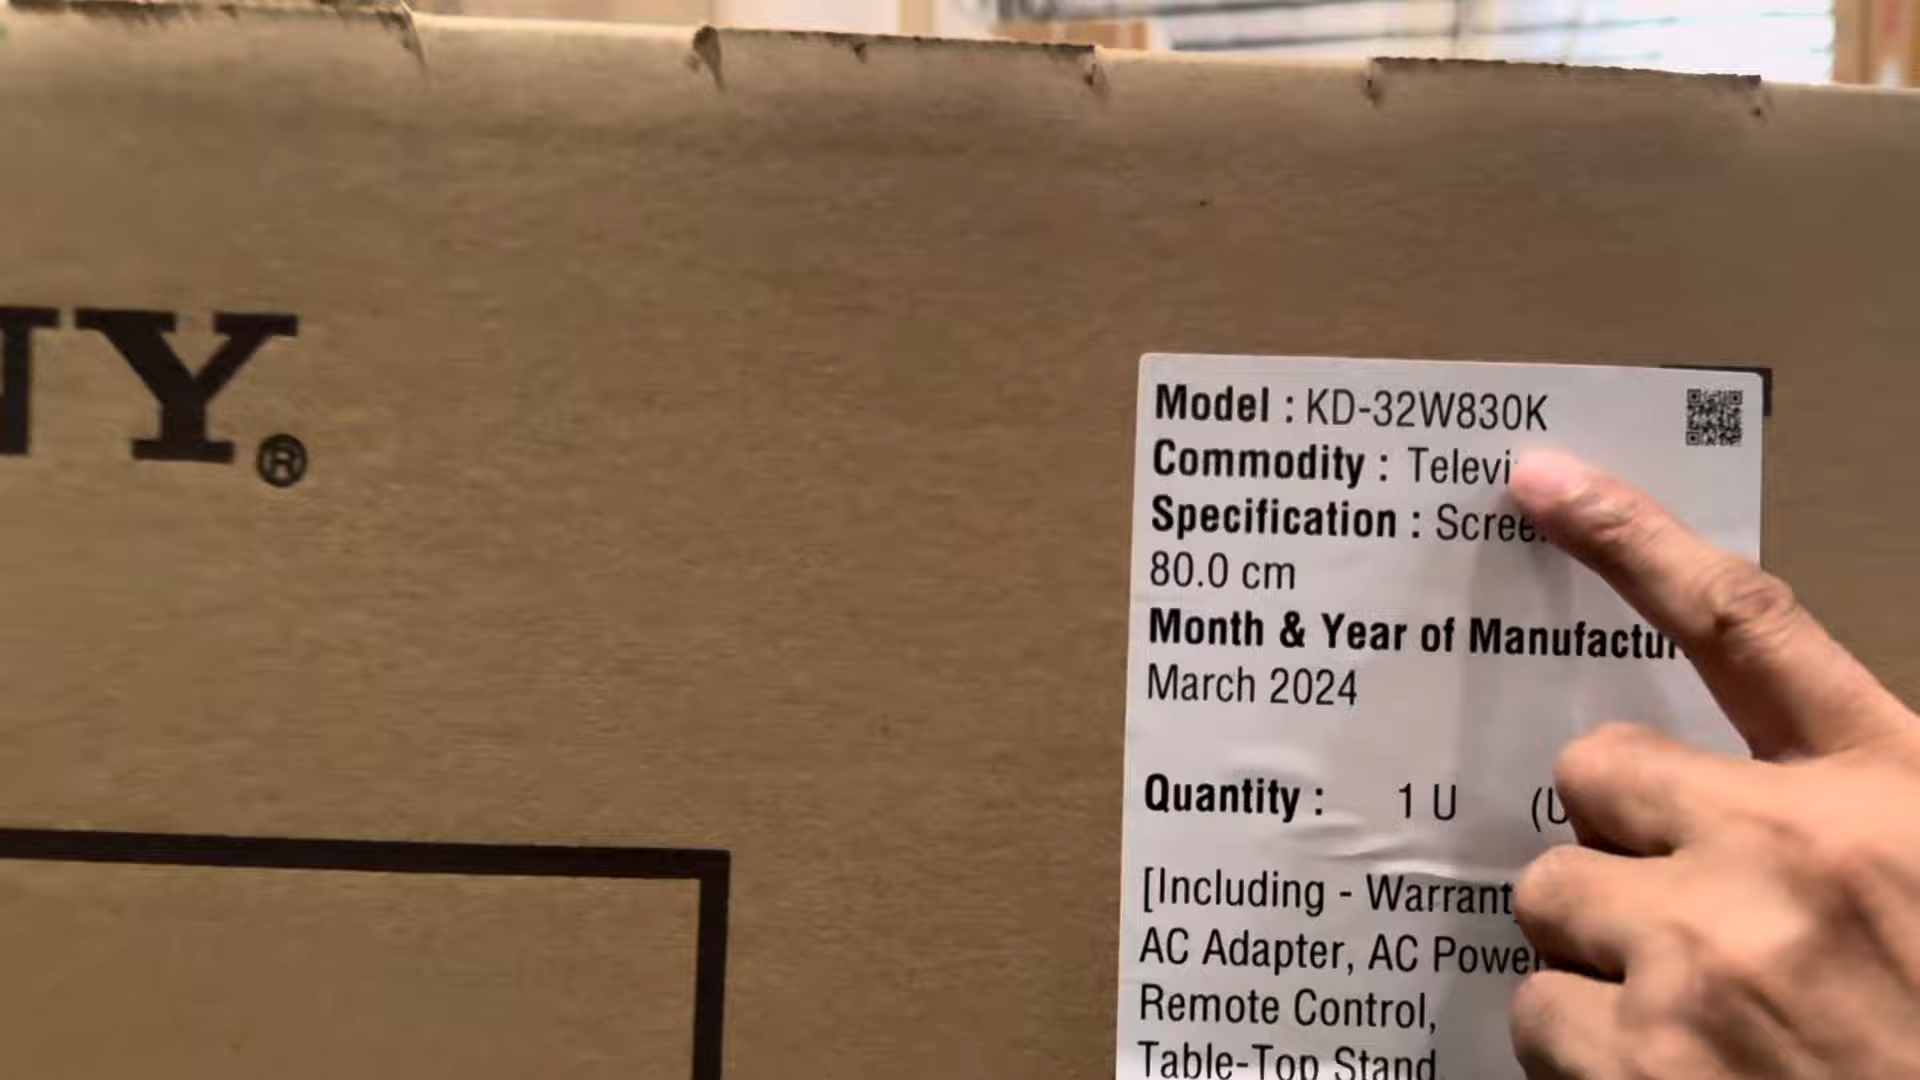 NY®
Model : KD-32W830K
Commodity : Televi
Specification : Scree
80.0 cm
Month & Year of Manufactur
March 2024
Quantity : 1 U (U
[Including - Warrant
AC Adapter, AC Power
Remote Control,
Table-Top Stand